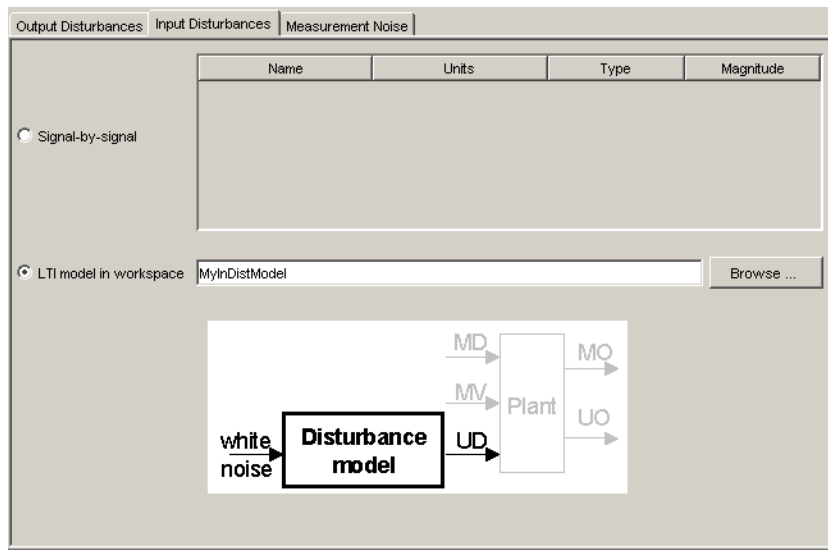 Output Disturbances Input Disturbances Measurement Noise
Name Units Type Magnitude
Signal-by-signal
LTI model in workspace MyInDistModel Browse ...
MD
MO
MV
Plant
UO
white
noise
Disturbance
model
UD